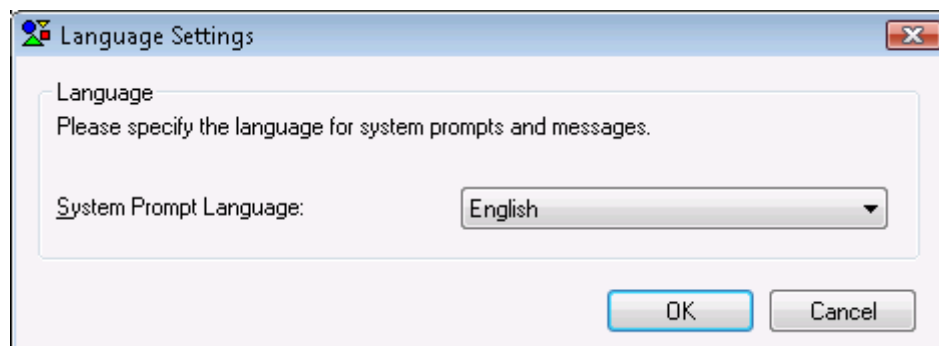 Language Settings
Language
Please specify the language for system prompts and messages.
System Prompt Language:
English
OK
Cancel